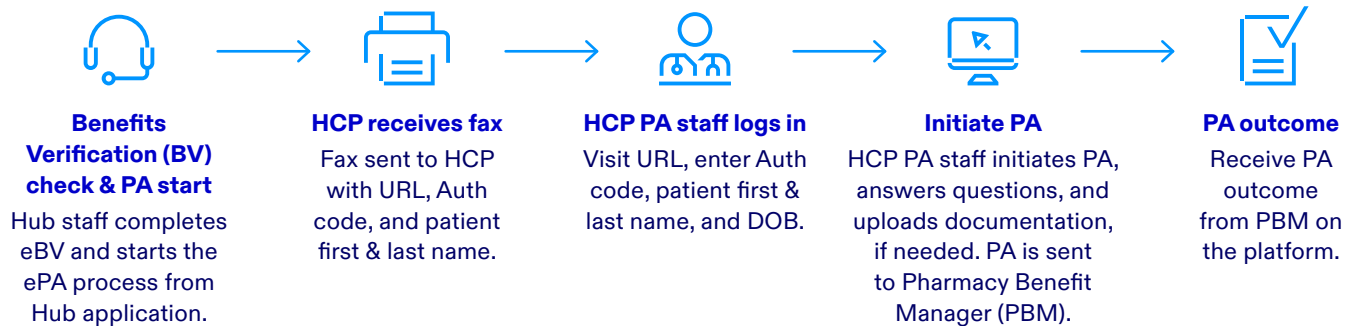 Benefits
Verification (BV)
check & PA start
Hub staff completes
eBV and starts the
ePA process from
Hub application.
HCP receives fax
Fax sent to HCP
with URL, Auth
code, and patient
first & last name.
HCP PA staff logs in
Visit URL, enter Auth
code, patient first &
last name, and DOB.
Initiate PA
HCP PA staff initiates PA,
answers questions, and
uploads documentation,
if needed. PA is sent
to Pharmacy Benefit
Manager (PBM).
PA outcome
Receive PA
outcome
from PBM on
the platform.